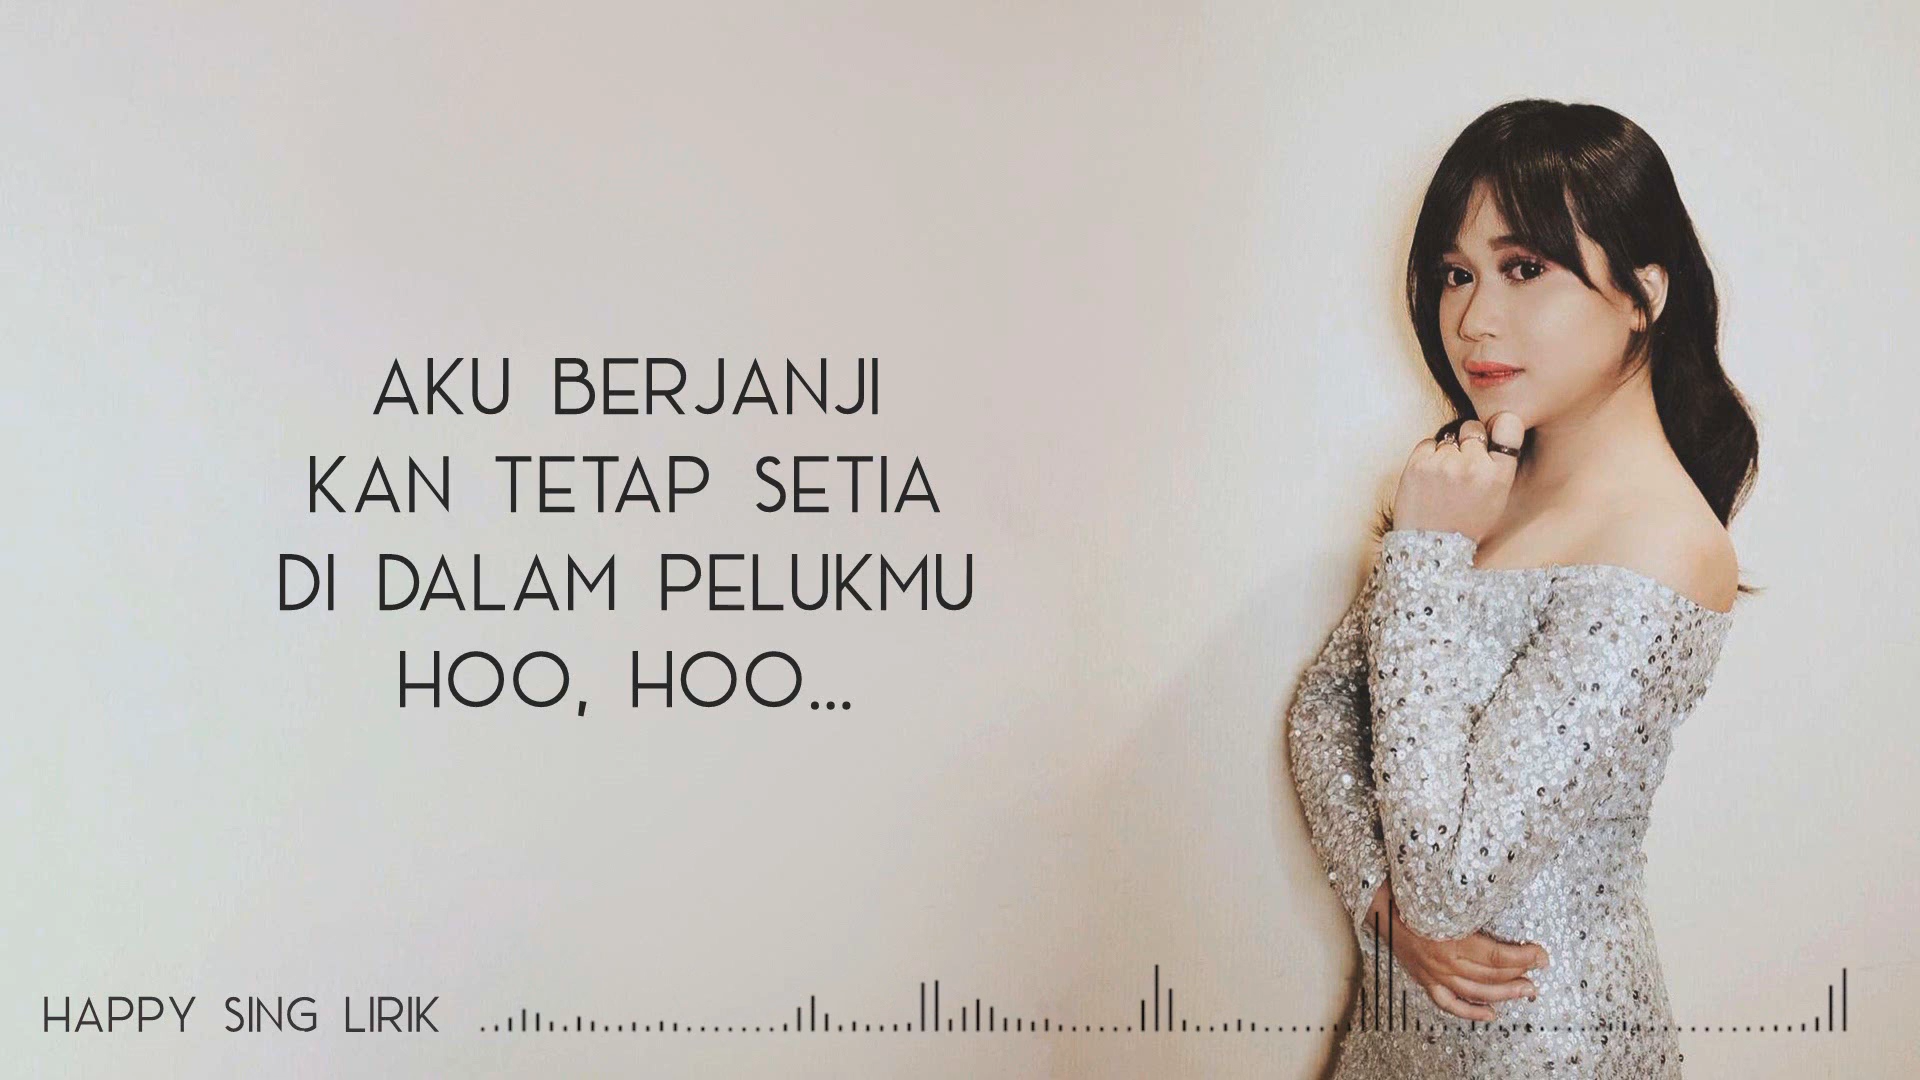 AKU BERJANJI
KAN TETAP SETIA
DI DALAM PELUKMU
HOO, HOO...
HAPPY SING LIRIK